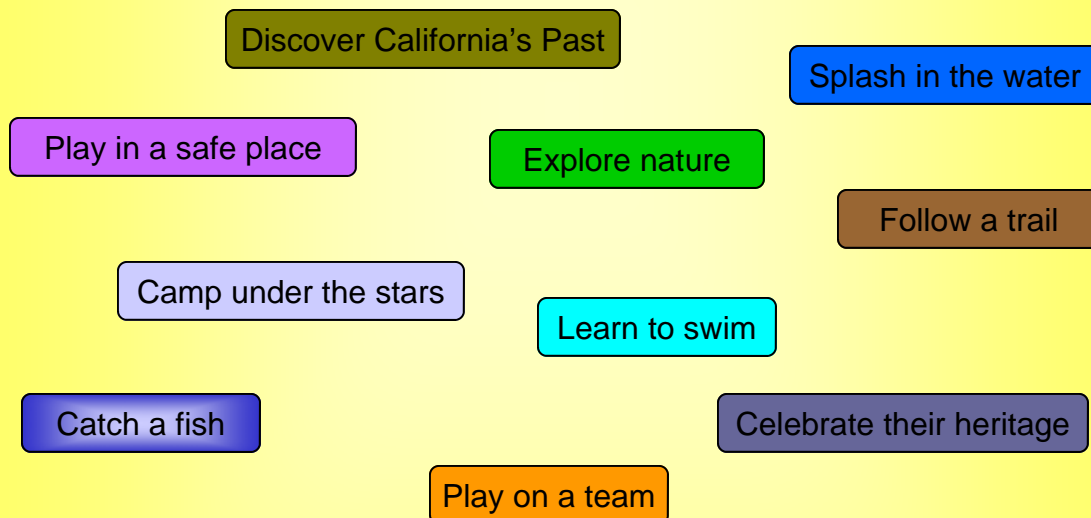 Discover California’s Past
Splash in the water
Play in a safe place
Explore nature
Follow a trail
Camp under the stars
Learn to swim
Catch a fish
Celebrate their heritage
Play on a team